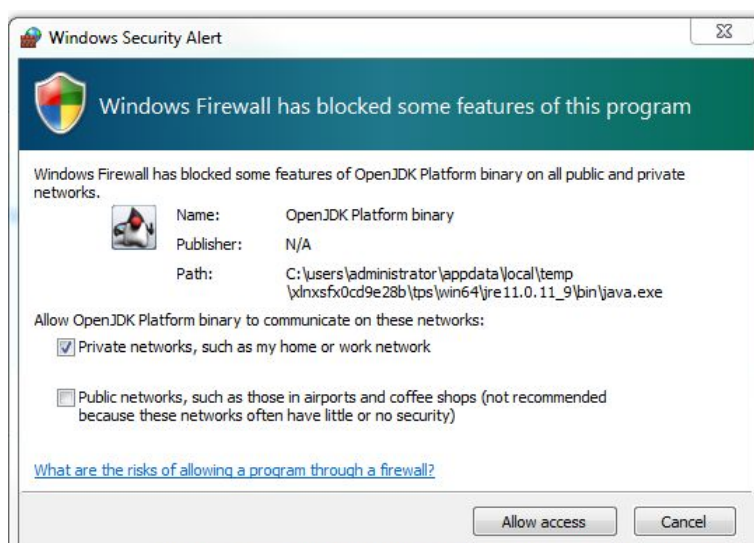 Windows Security Alert
Windows Firewall has blocked some features of this program
Windows Firewall has blocked some features of OpenJDK Platform binary on all public and private
networks.
Name: OpenJDK Platform binary
Publisher: N/A
Path: C:\users\administrator\appdata\local\temp
\xlnxsfx0cd9e28b\tps\win64\jre11.0.11_9\bin\java.exe
Allow OpenJDK Platform binary to communicate on these networks:
Private networks, such as my home or work network
Public networks, such as those in airports and coffee shops (not recommended
because these networks often have little or no security)
What are the risks of allowing a program through a firewall?
Allow access Cancel